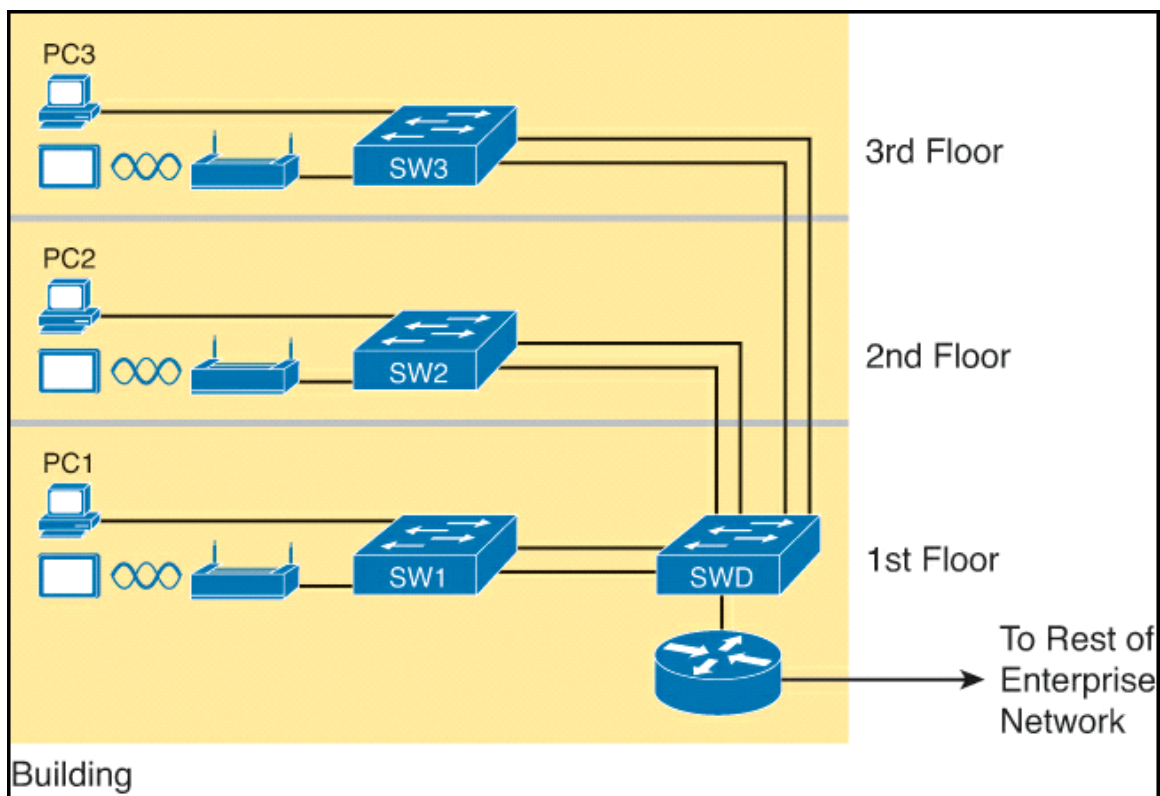 PC3
SW3
3rd Floor
PC2
SW2
2nd Floor
PC1
SW1
SWD
1st Floor
To Rest of
Enterprise
Network
Building